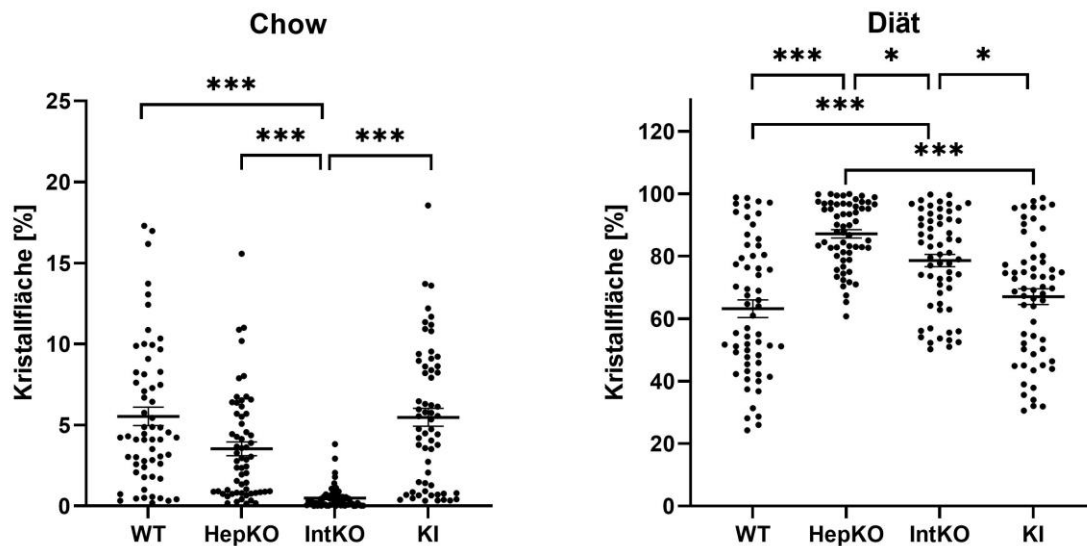 Chow
Kristallfläche [%]
25
20
15
10
5
0
***
***
***
WT
HepKO
IntKO
KI
Diät
Kristallfläche [%]
120
100
80
60
40
20
0
***
*
*
***
***
WT
HepKO
IntKO
KI